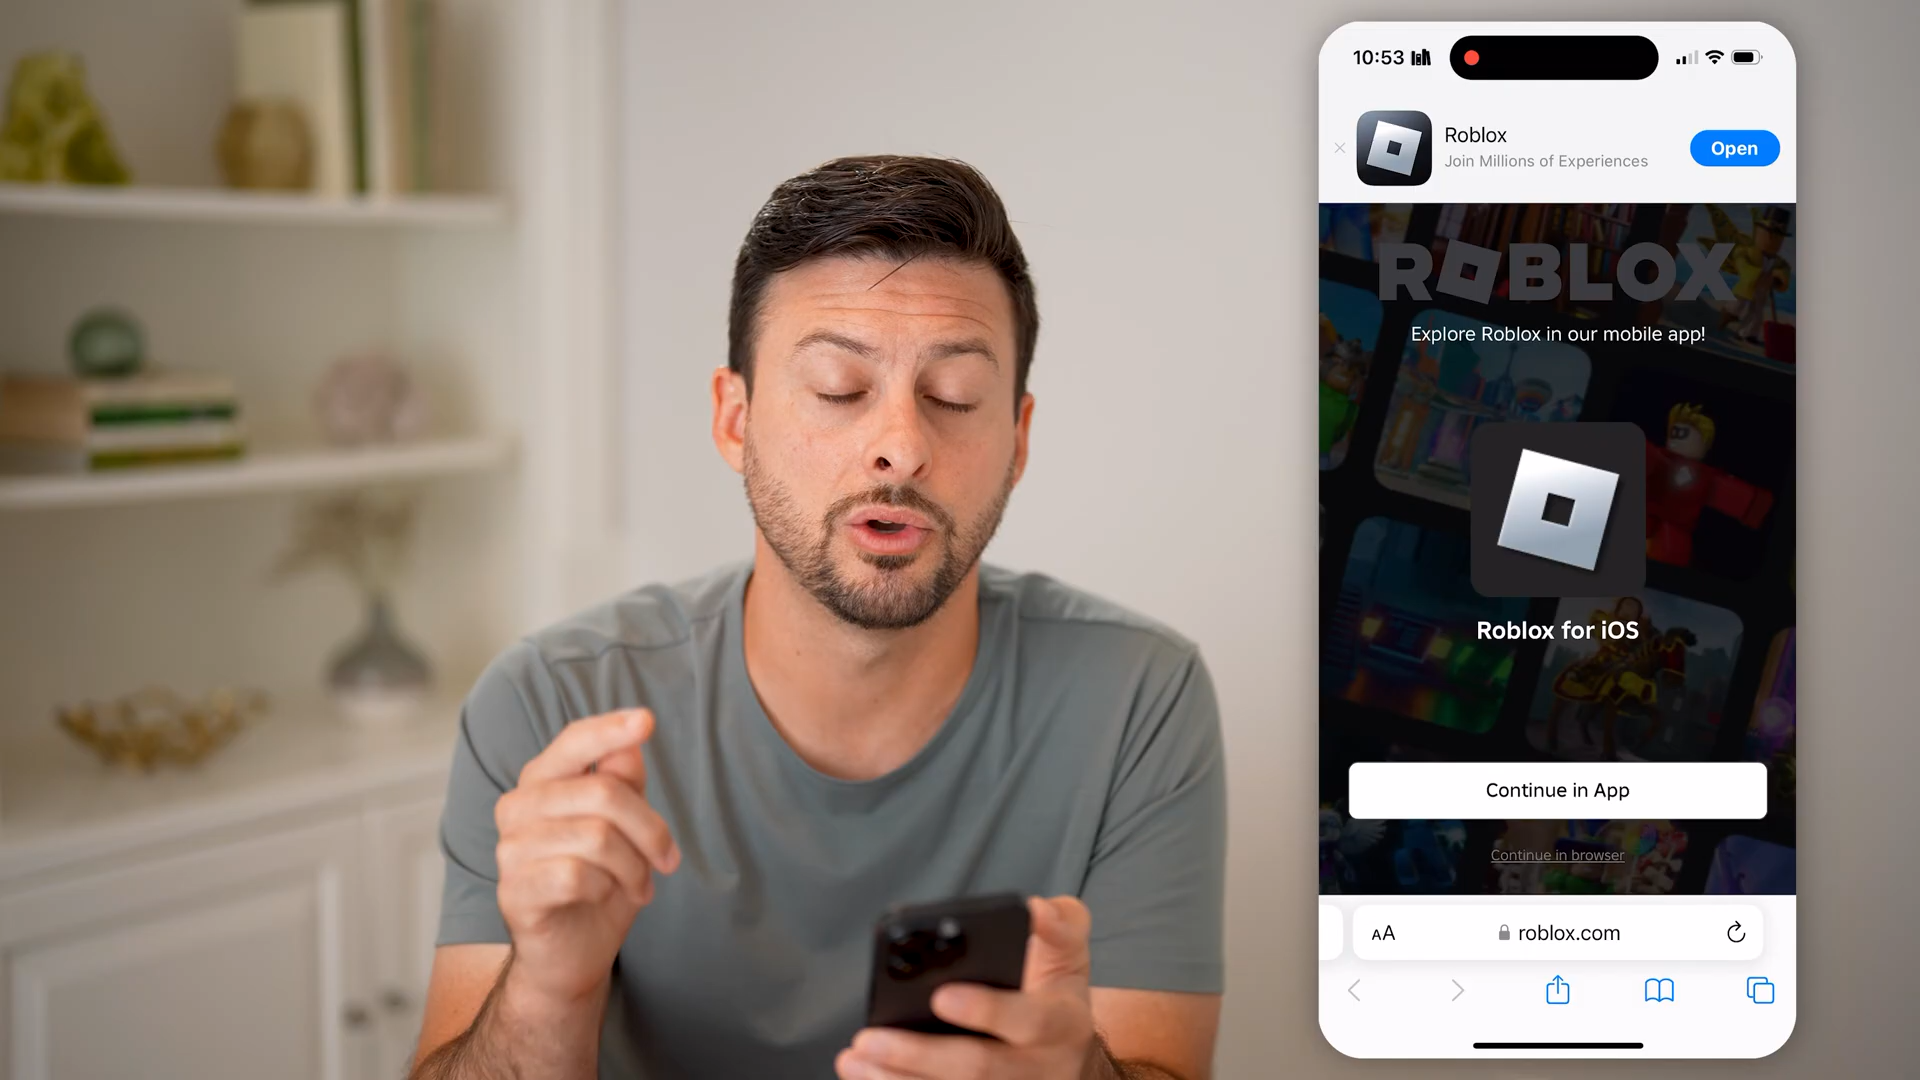 10:53
Roblox
Join Millions of Experiences
Open
ROBLOX
Explore Roblox in our mobile app!
Roblox for iOS
Continue in App
Continue in browser
AA
roblox.com